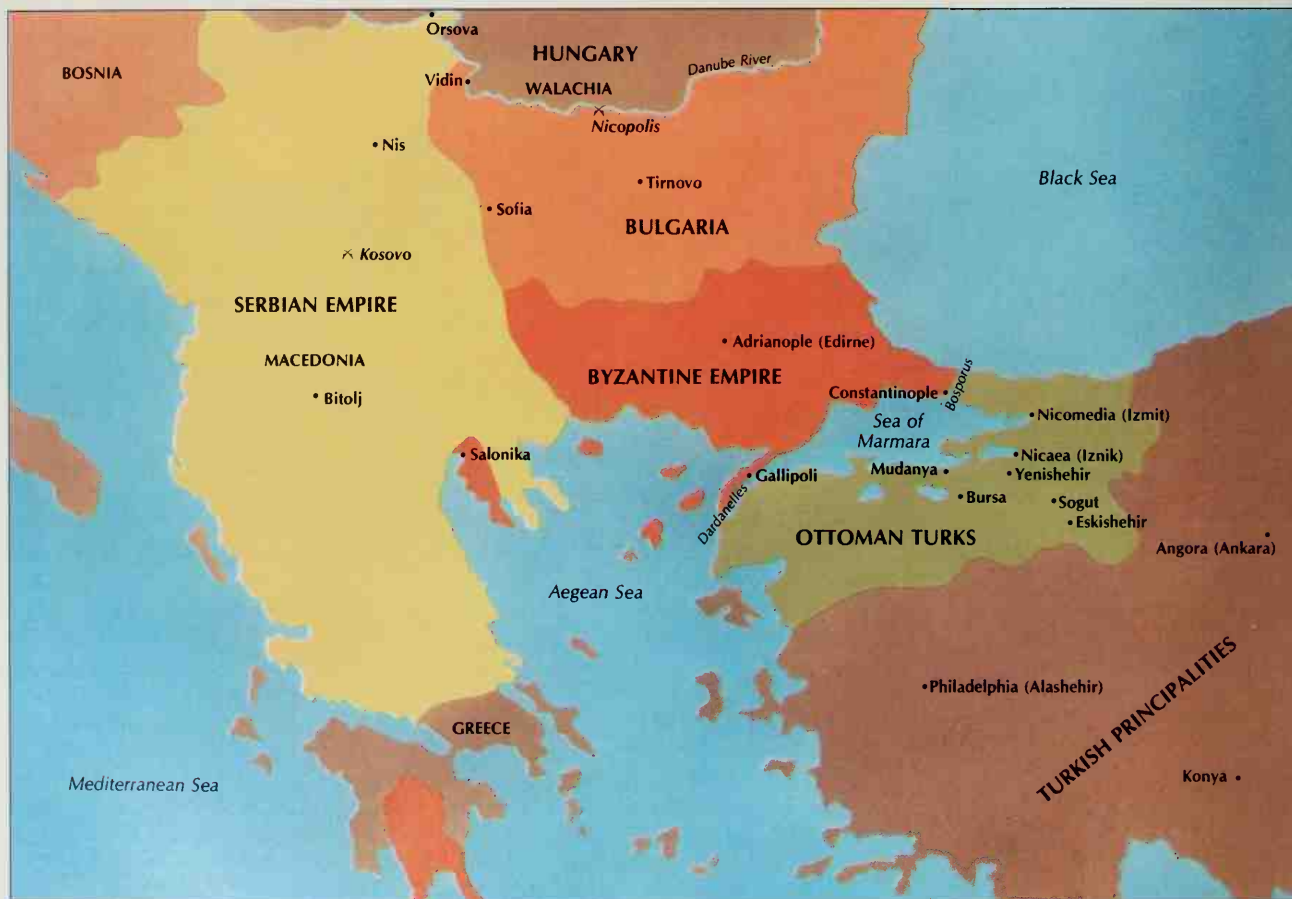 Orsova
HUNGARY
BOSNIA
Danube River
Vidin
WALACHIA
Nicopolis
Nis
Black Sea
Tirnovo
Sofia
BULGARIA
Kosovo
SERBIAN EMPIRE
Adrianople (Edirne)
MACEDONIA
BYZANTINE EMPIRE
Bosporus
Constantinople
Bitolj
Nicomedia (Izmit)
Sea of
Marmara
Salonika
Nicaea (Iznik)
Mudanya
Gallipoli
Yenishehir
Bursa
Sogut
Dardanelles
Eskishehir
OTTOMAN TURKS
Angora (Ankara)
Aegean Sea
Philadelphia (Alashehir)
TURKISH PRINCIPALITIES
GREECE
Konya
Mediterranean Sea